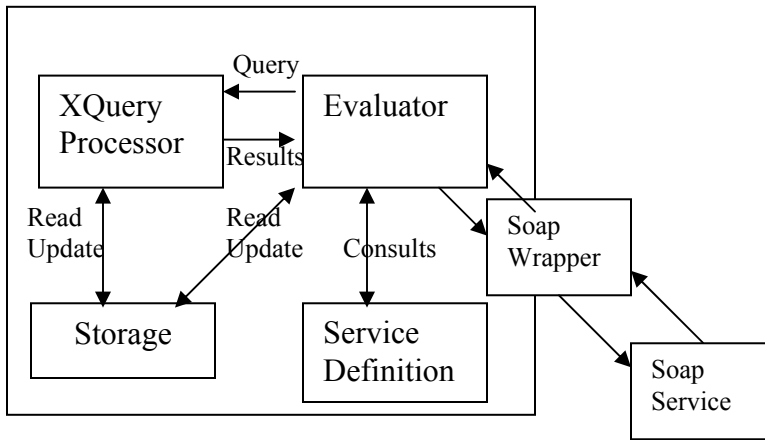 Query
XQuery
Processor
Evaluator
Results
Read
Update
Read
Update
Consults
Soap
Wrapper
Storage
Service
Definition
Soap
Service